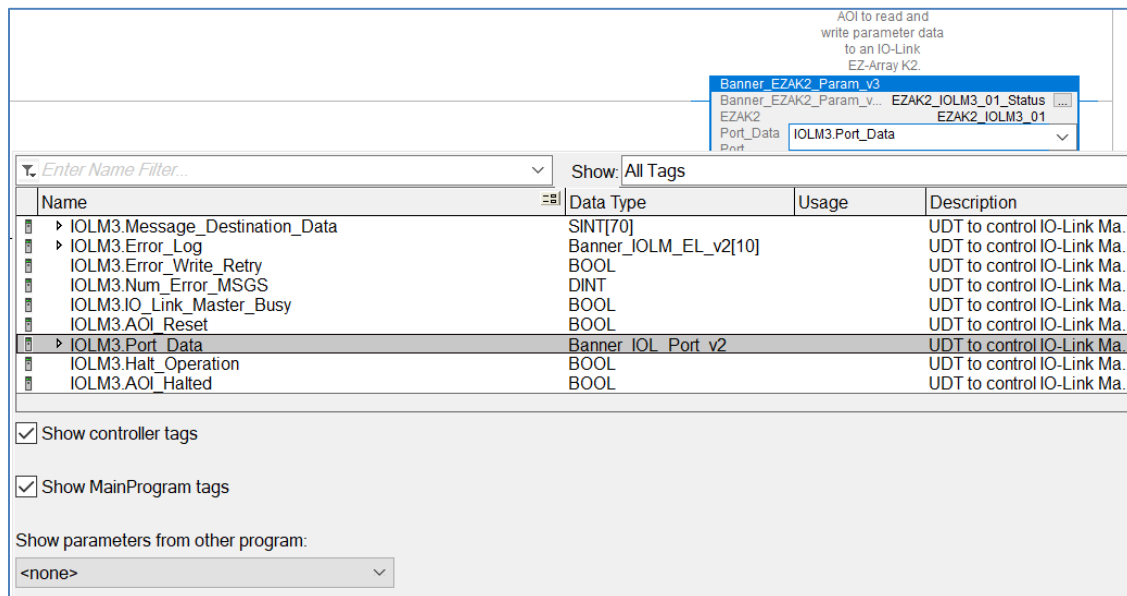 AOI to read and
write parameter data
to an IO-Link
EZ-Array K2.
Banner_EZAK2_Param_v3
Banner_EZAK2_Param_v... EZAK2_IOLM3_01_Status ...
EZAK2 EZAK2_IOLM3_01
Port_Data IOLM3.Port_Data
Port
Enter Name Filter... Show: All Tags
Name Data Type Usage Description
IOLM3.Message_Destination_Data SINT[70] UDT to control IO-Link Ma.
IOLM3.Error_Log Banner_IOLM_EL_v2[10] UDT to control IO-Link Ma.
IOLM3.Error_Write_Retry BOOL UDT to control IO-Link Ma.
IOLM3.Num_Error_MSGS DINT UDT to control IO-Link Ma.
IOLM3.IO_Link_Master_Busy BOOL UDT to control IO-Link Ma.
IOLM3.AOI_Reset BOOL UDT to control IO-Link Ma.
IOLM3.Port_Data Banner_IOL_Port_v2 UDT to control IO-Link Ma.
IOLM3.Halt_Operation BOOL UDT to control IO-Link Ma.
IOLM3.AOI_Halted BOOL UDT to control IO-Link Ma.
Show controller tags
Show MainProgram tags
Show parameters from other program:
<none>